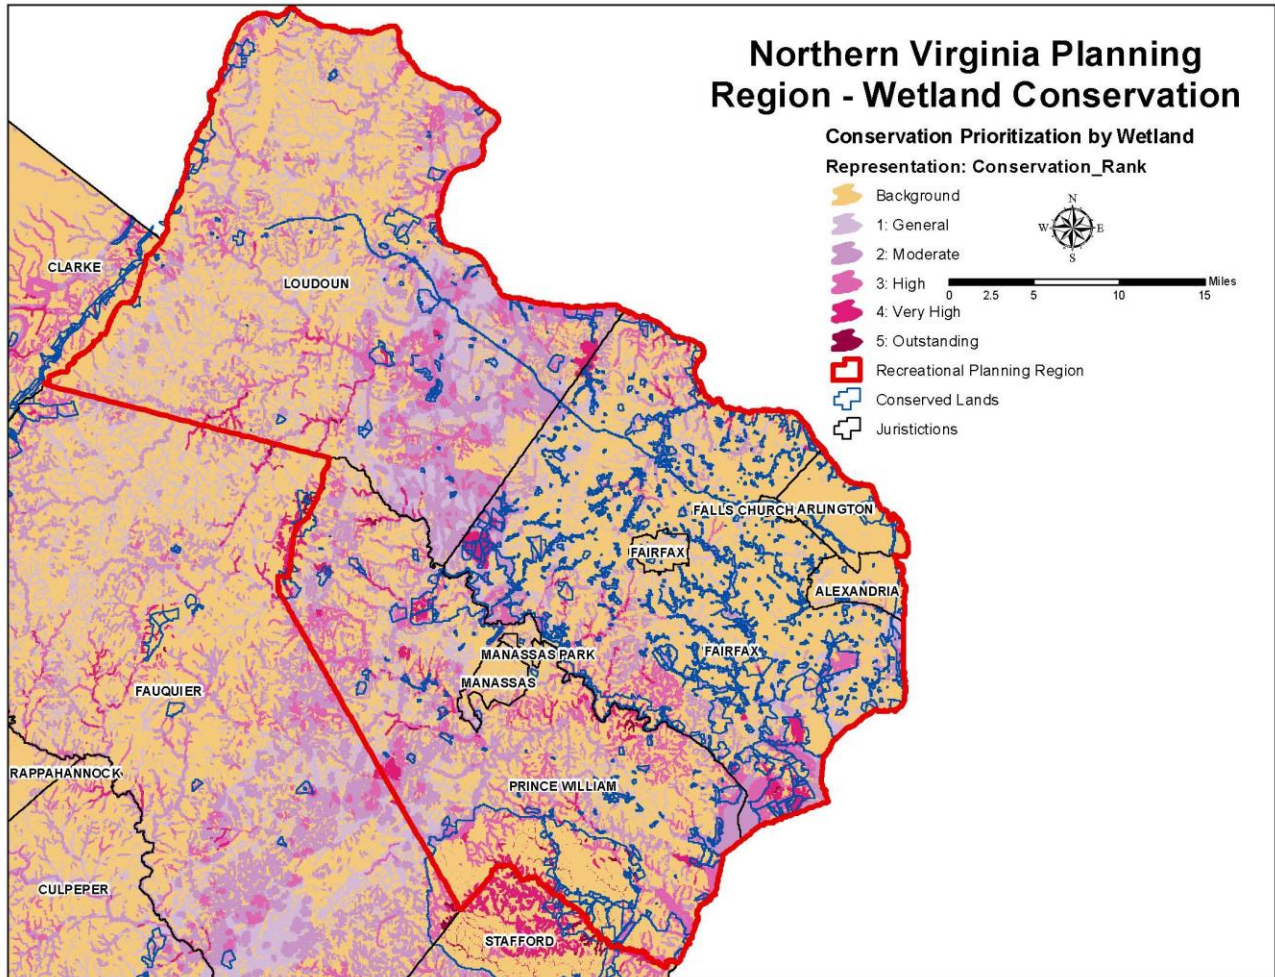 Northern Virginia Planning
Region - Wetland Conservation
Conservation Prioritization by Wetland
Representation: Conservation_Rank
Background
1: General
2: Moderate
3: High
4: Very High
5: Outstanding
Recreational Planning Region
Conserved Lands
Juristictions
N
W E
S
Miles
0 2.5 5 10 15
CLARKE
LOUDOUN
FALLS CHURCH ARLINGTON
FAIRFAX
ALEXANDRIA
MANASSAS PARK
FAIRFAX
MANASSAS
FAUQUIER
RAPPAHANNOCK
PRINCE WILLIAM
CULPEPER
STAFFORD